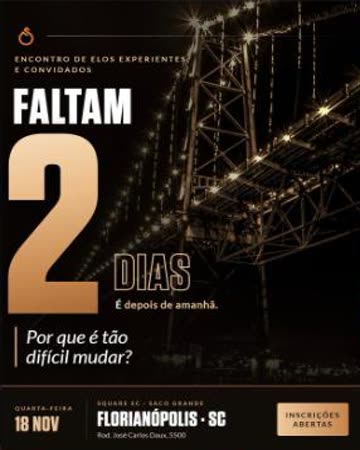 ENCONTRO DE ELOS EXPERIENTES
E CONVIDADOS
FALTAM
2
DIAS
É depois de amanhã.
Por que é tão
difícil mudar?
QUARTA-FEIRA
18 NOV
SQUARE SC - SACO GRANDE
FLORIANÓPOLIS · SC
Rod. José Carlos Daux, 5500
INSCRIÇÕES
ABERTAS